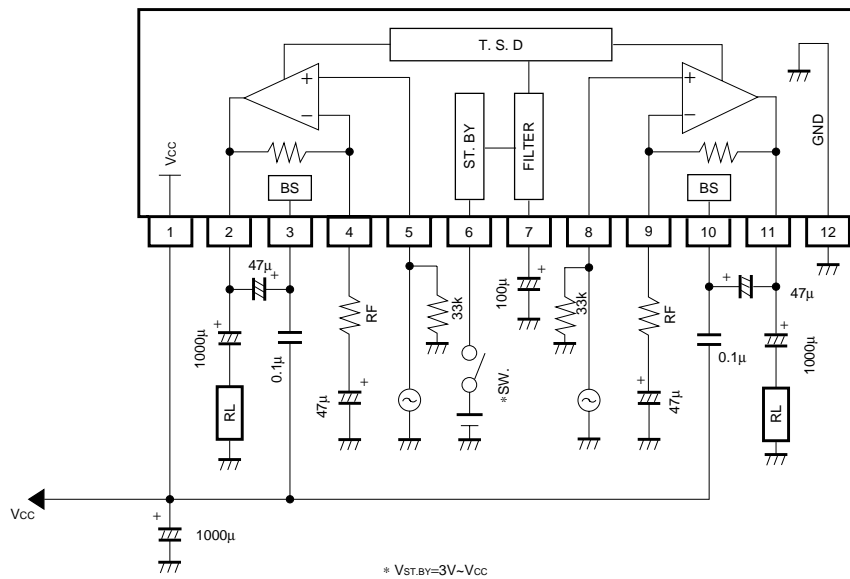 T. S. D
+
+
−
−
Vcc
ST. BY
FILTER
GND
BS
BS
1
2
3
4
5
6
7
8
9
10
11
12
47μ
+
+
47μ
1000μ
+
0.1μ
RF
33k
100μ
+
33k
RF
0.1μ
+
1000μ
RL
47μ
+
*SW.
47μ
+
RL
Vcc
+
1000μ
* VST.BY=3V~VCC